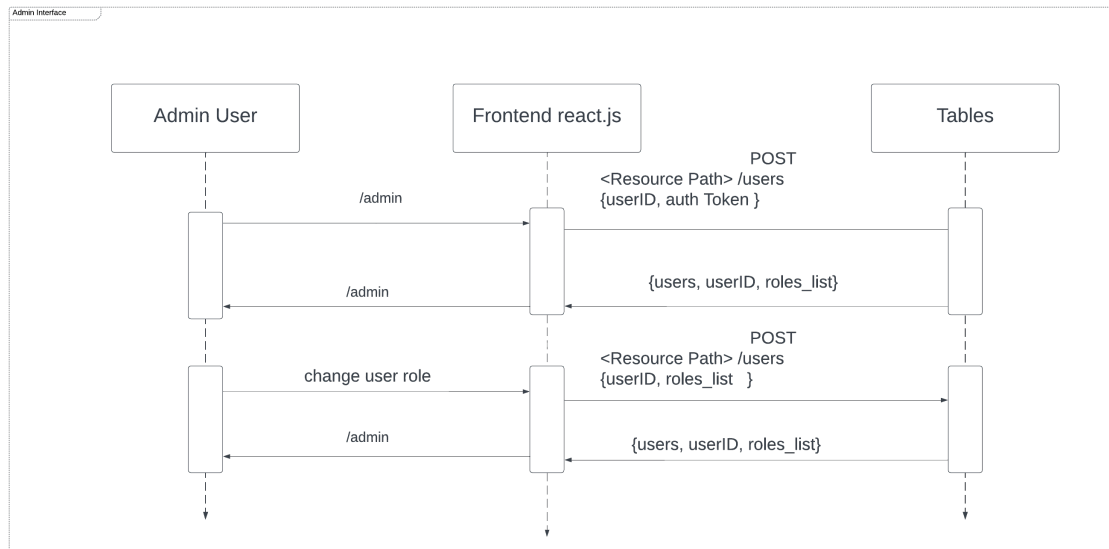 Admin Interface
Admin User
Frontend react.js
Tables
POST
<Resource Path> /users
{userID, auth Token }
/admin
{users, userID, roles_list}
/admin
POST
<Resource Path> /users
{userID, roles_list   }
change user role
/admin
{users, userID, roles_list}